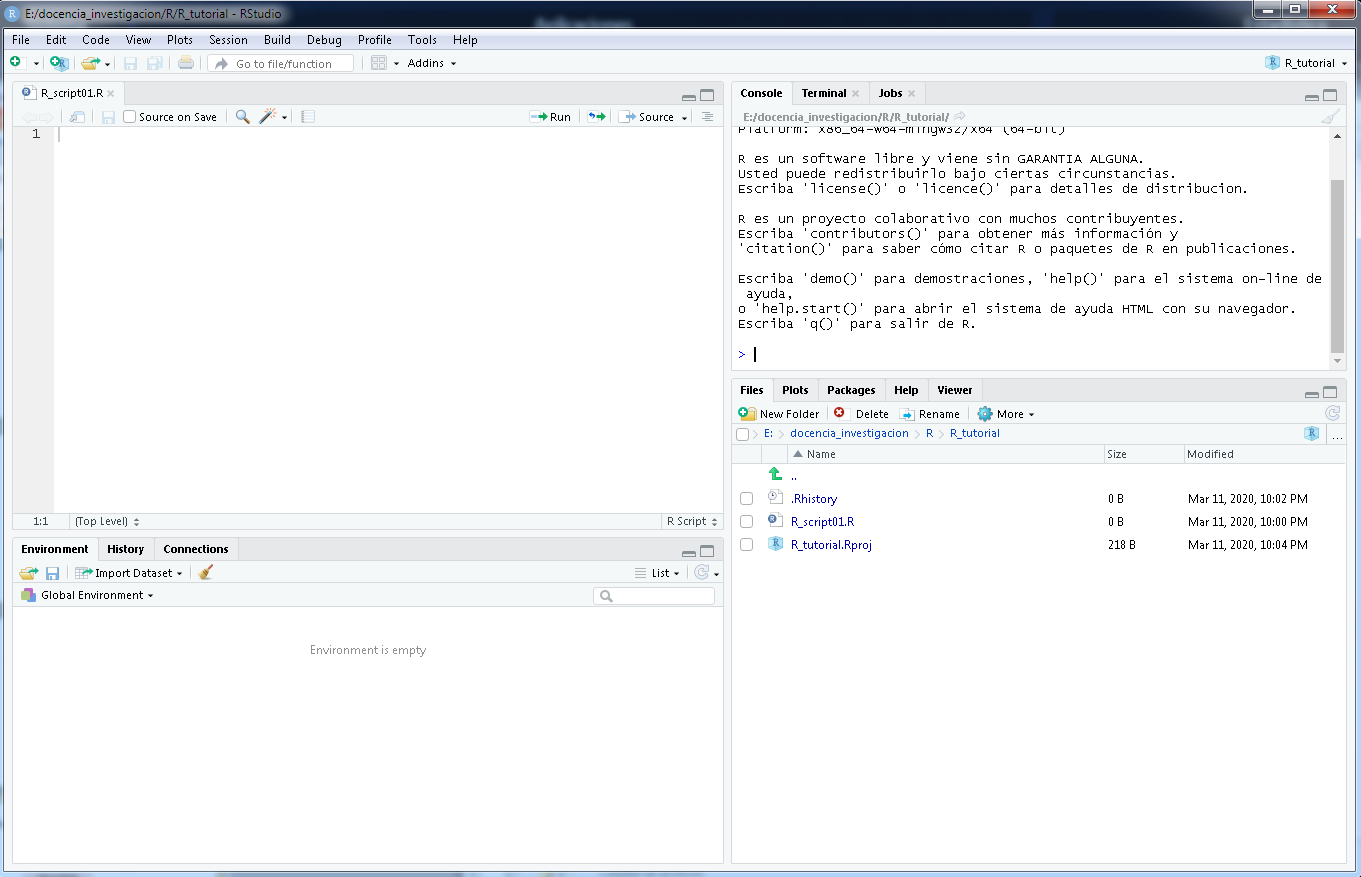 E:/docencia_investigacion/R/R_tutorial - RStudio
File Edit Code View Plots Session Build Debug Profile Tools Help
Go to file/function Addins R_tutorial
R_script01.R
Source on Save Run Source
1
1:1 (Top Level) R Script
Environment History Connections
Import Dataset List
Global Environment
Environment is empty
Console Terminal Jobs
E:/docencia_investigacion/R/R_tutorial/
Platform: x86_64-w64-mingw32/x64 (64-bit)
R es un software libre y viene sin GARANTIA ALGUNA.
Usted puede redistribuirlo bajo ciertas circunstancias.
Escriba 'license()' o 'licence()' para detalles de distribucion.
R es un proyecto colaborativo con muchos contribuyentes.
Escriba 'contributors()' para obtener más información y
'citation()' para saber cómo citar R o paquetes de R en publicaciones.
Escriba 'demo()' para demostraciones, 'help()' para el sistema on-line de
ayuda,
o 'help.start()' para abrir el sistema de ayuda HTML con su navegador.
Escriba 'q()' para salir de R.
>
Files Plots Packages Help Viewer
New Folder Delete Rename More
E: docencia_investigacion R R_tutorial ...
Name Size Modified
..
.Rhistory 0 B Mar 11, 2020, 10:02 PM
R_script01.R 0 B Mar 11, 2020, 10:00 PM
R_tutorial.Rproj 218 B Mar 11, 2020, 10:04 PM